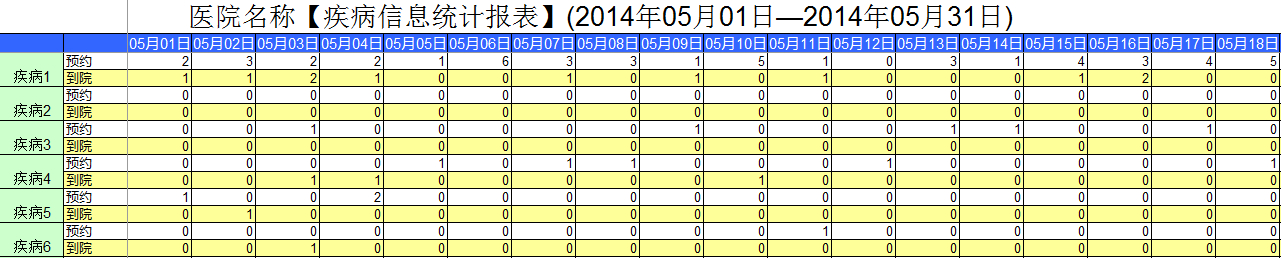 医院名称【疾病信息统计报表】(2014年05月01日—2014年05月31日)
05月01日 05月02日 05月03日 05月04日 05月05日 05月06日 05月07日 05月08日 05月09日 05月10日 05月11日 05月12日 05月13日 05月14日 05月15日 05月16日 05月17日 05月18日
预约 2 3 2 2 1 6 3 3 1 5 1 0 3 1 4 3 4 5
疾病1 到院 1 1 2 1 0 0 1 0 1 0 1 0 0 0 1 2 0 0
预约 0 0 0 0 0 0 0 0 0 0 0 0 0 0 0 0 0 0
疾病2 到院 0 0 0 0 0 0 0 0 0 0 0 0 0 0 0 0 0 0
预约 0 0 1 0 0 0 0 0 1 0 0 0 1 1 0 0 1 0
疾病3 到院 0 0 0 0 0 0 0 0 0 0 0 0 0 0 0 0 0 0
预约 0 0 0 0 1 0 1 1 0 0 0 1 0 0 0 0 0 1
疾病4 到院 0 0 1 1 0 0 0 0 0 1 0 0 0 0 0 0 0 0
预约 1 0 0 2 0 0 0 0 0 0 0 0 0 0 0 0 0 0
疾病5 到院 0 1 0 0 0 0 0 0 0 0 0 0 0 0 0 0 0 0
预约 0 0 0 0 0 0 0 0 0 0 1 0 0 0 0 0 0 0
疾病6 到院 0 0 1 0 0 0 0 0 0 0 0 0 0 0 0 0 0 0